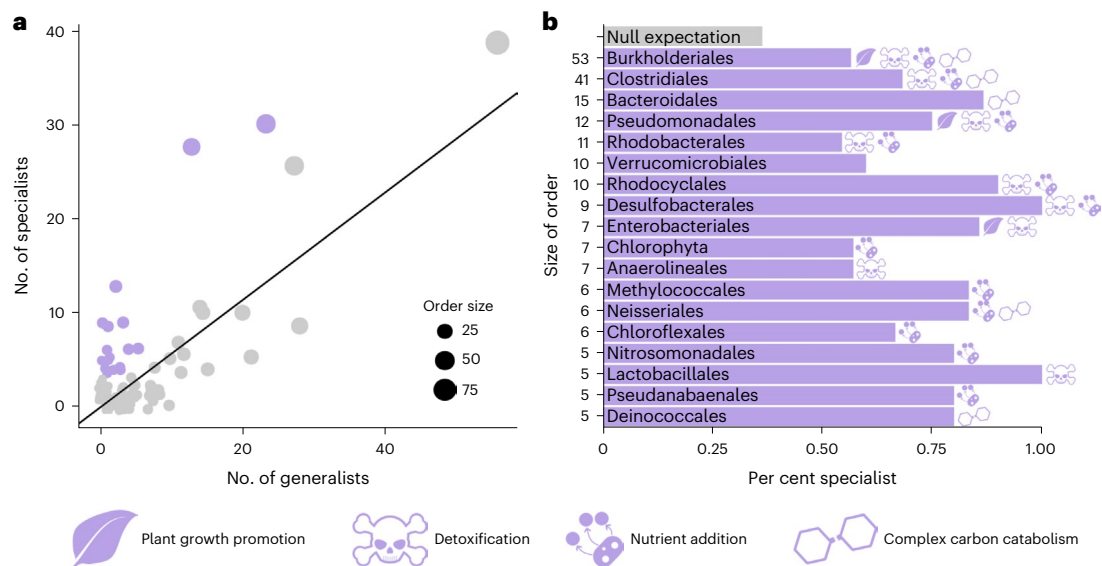 a
40
30
20
10
0
No. of specialists
0
20
40
No. of generalists
Order size
25
50
75
b
Size of order
Null expectation
53 Burkholderiales
41 Clostridiales
15 Bacteroidales
12 Pseudomonadales
11 Rhodobacterales
10 Verrucomicrobiales
10 Rhodocyclales
9 Desulfobacterales
7 Enterobacteriales
7 Chlorophyta
7 Anaerolineales
6 Methylococcales
6 Neisseriales
6 Chloroflexales
5 Nitrosomonadales
5 Lactobacillales
5 Pseudanabaenales
5 Deinococcales
0
0.25
0.50
0.75
1.00
Per cent specialist
Plant growth promotion
Detoxification
Nutrient addition
Complex carbon catabolism